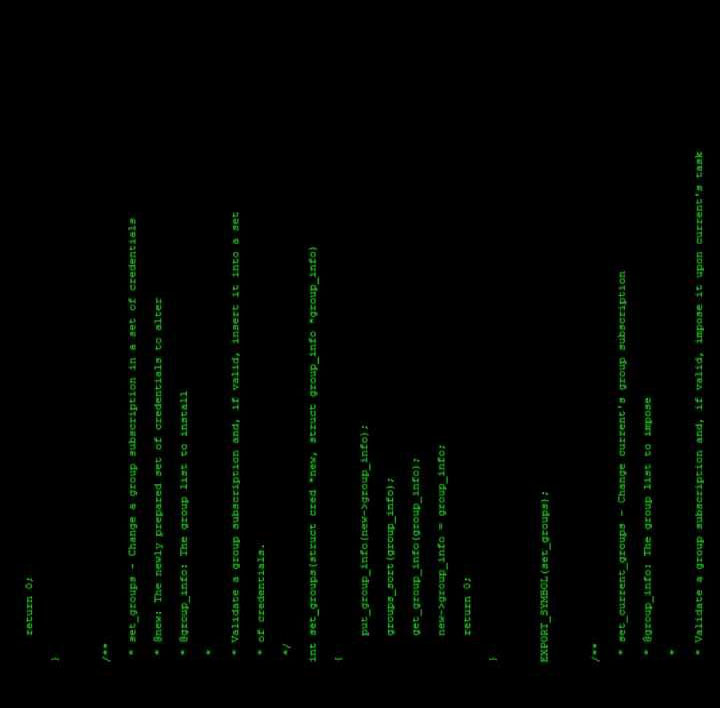 return 0;
}
/**
* set_groups - Change a group subscription in a set of credentials
* @new: The newly prepared set of credentials to alter
* @group_info: The group list to install
*
* Validate a group subscription and, if valid, insert it into a set
* of credentials.
*/
int set_groups(struct cred *new, struct group_info *group_info)
{
put_group_info(new->group_info);
groups_sort(group_info);
get_group_info(group_info);
new->group_info = group_info;
return 0;
}
EXPORT_SYMBOL(set_groups);
/**
* set_current_groups - Change current's group subscription
* @group_info: The group list to impose
*
* Validate a group subscription and, if valid, impose it upon current's task